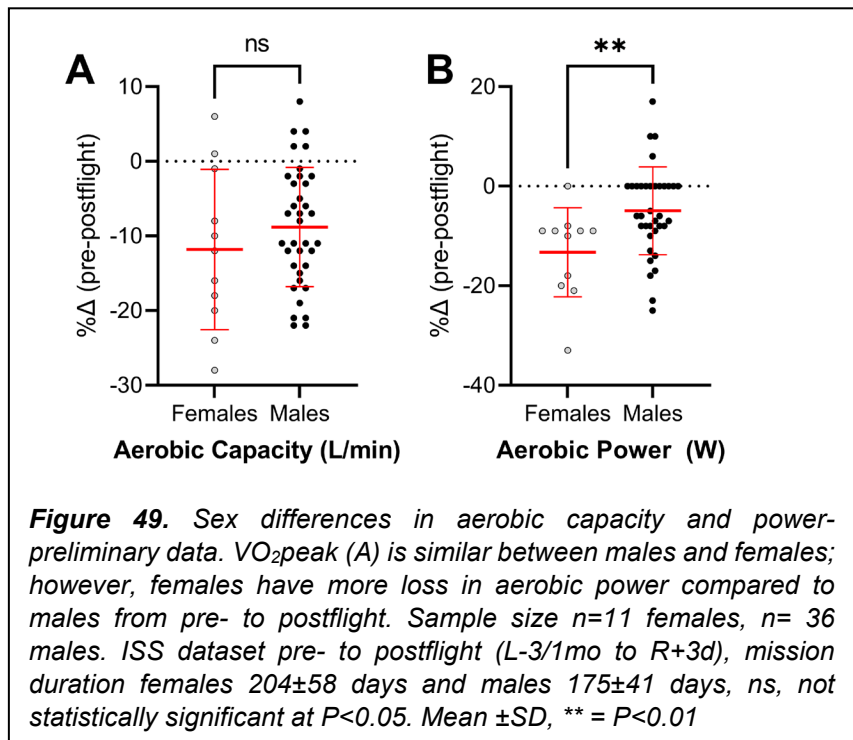 ns
**
A
B
%Δ (pre-postflight)
10
0
-10
-20
-30
Females Males
Aerobic Capacity (L/min)
%Δ (pre-postflight)
20
0
-20
-40
Females Males
Aerobic Power (W)
Figure 49. Sex differences in aerobic capacity and power-
preliminary data. VO₂peak (A) is similar between males and females;
however, females have more loss in aerobic power compared to
males from pre- to postflight. Sample size n=11 females, n= 36
males. ISS dataset pre- to postflight (L-3/1mo to R+3d), mission
duration females 204±58 days and males 175±41 days, ns, not
statistically significant at P<0.05. Mean ±SD, ** = P<0.01